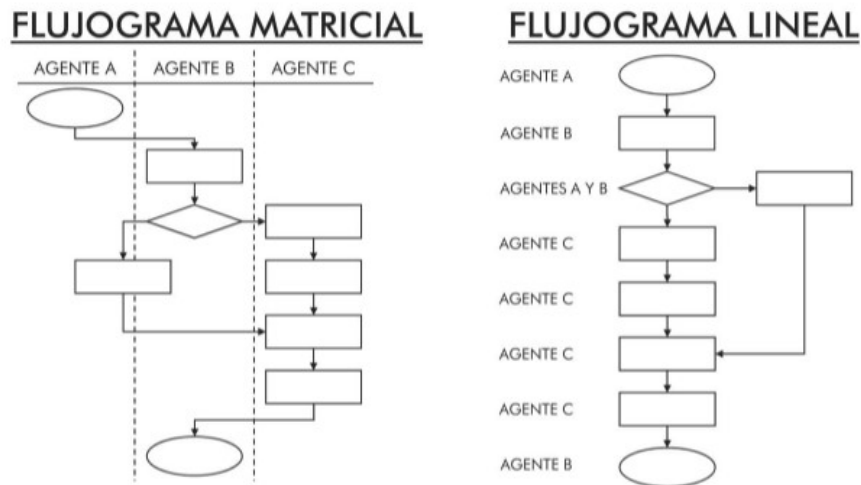 FLUJOGRAMA MATRICIAL
AGENTE A
AGENTE B
AGENTE C
FLUJOGRAMA LINEAL
AGENTE A
AGENTE B
AGENTES A Y B
AGENTE C
AGENTE C
AGENTE C
AGENTE C
AGENTE B